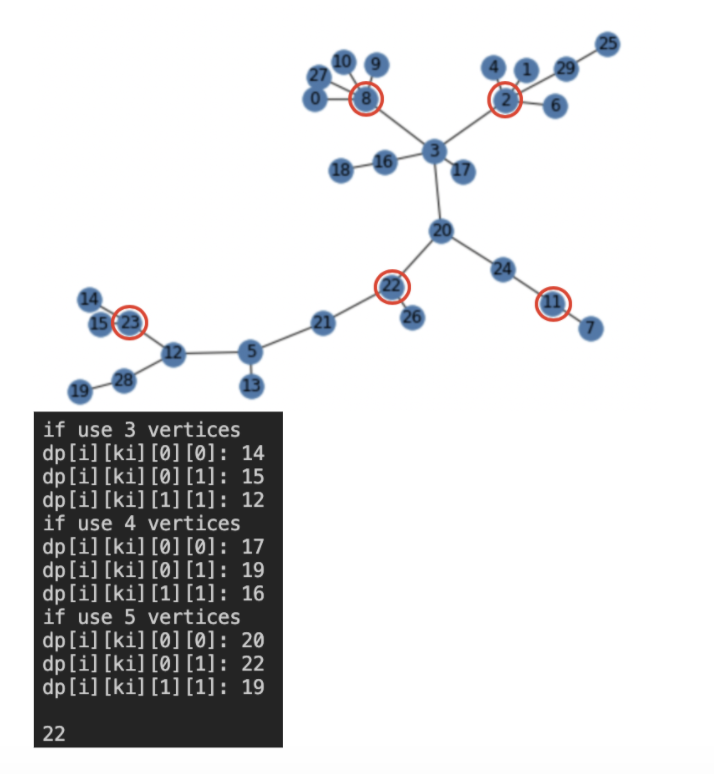 25
10
9
4
1
29
27
0
8
2
6
3
18
16
17
20
24
22
11
14
26
7
15
23
21
12
5
28
19
13
if use 3 vertices
dp[i][ki][0][0]: 14
dp[i][ki][0][1]: 15
dp[i][ki][1][1]: 12
if use 4 vertices
dp[i][ki][0][0]: 17
dp[i][ki][0][1]: 19
dp[i][ki][1][1]: 16
if use 5 vertices
dp[i][ki][0][0]: 20
dp[i][ki][0][1]: 22
dp[i][ki][1][1]: 19
22